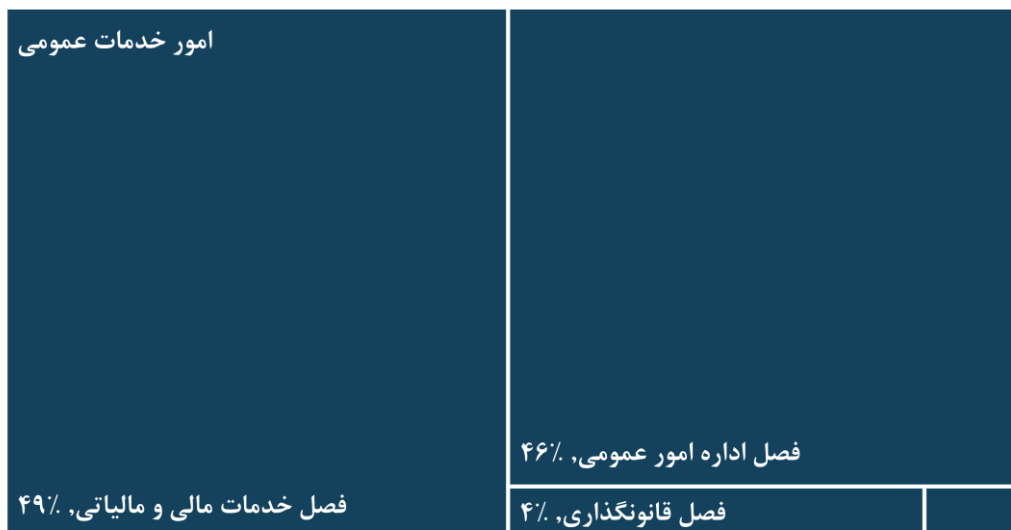 امور خدمات عمومی
فصل خدمات مالی و مالیاتی, ۴۹٪
فصل اداره امور عمومی, ۴۶٪
فصل قانونگذاری, ۴٪